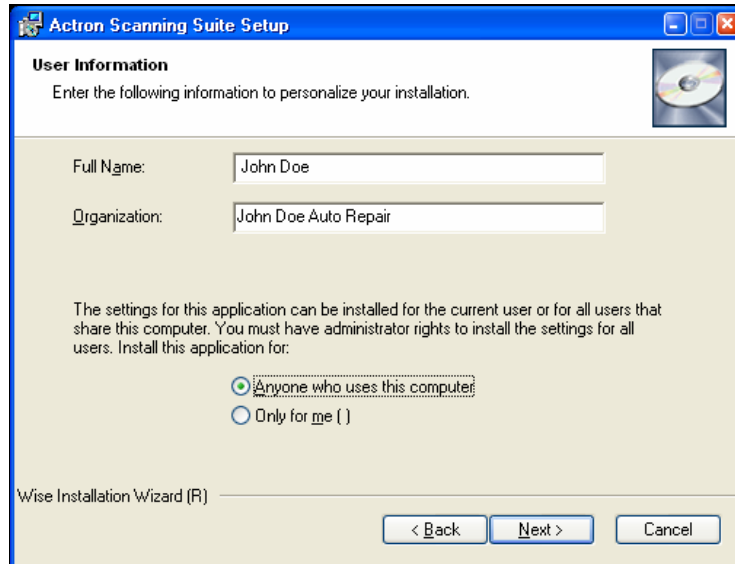 Actron Scanning Suite Setup
User Information
Enter the following information to personalize your installation.
Full Name:
John Doe
Organization:
John Doe Auto Repair
The settings for this application can be installed for the current user or for all users that
share this computer. You must have administrator rights to install the settings for all
users. Install this application for:
Anyone who uses this computer
Only for me ( )
Wise Installation Wizard (R)
< Back
Next >
Cancel